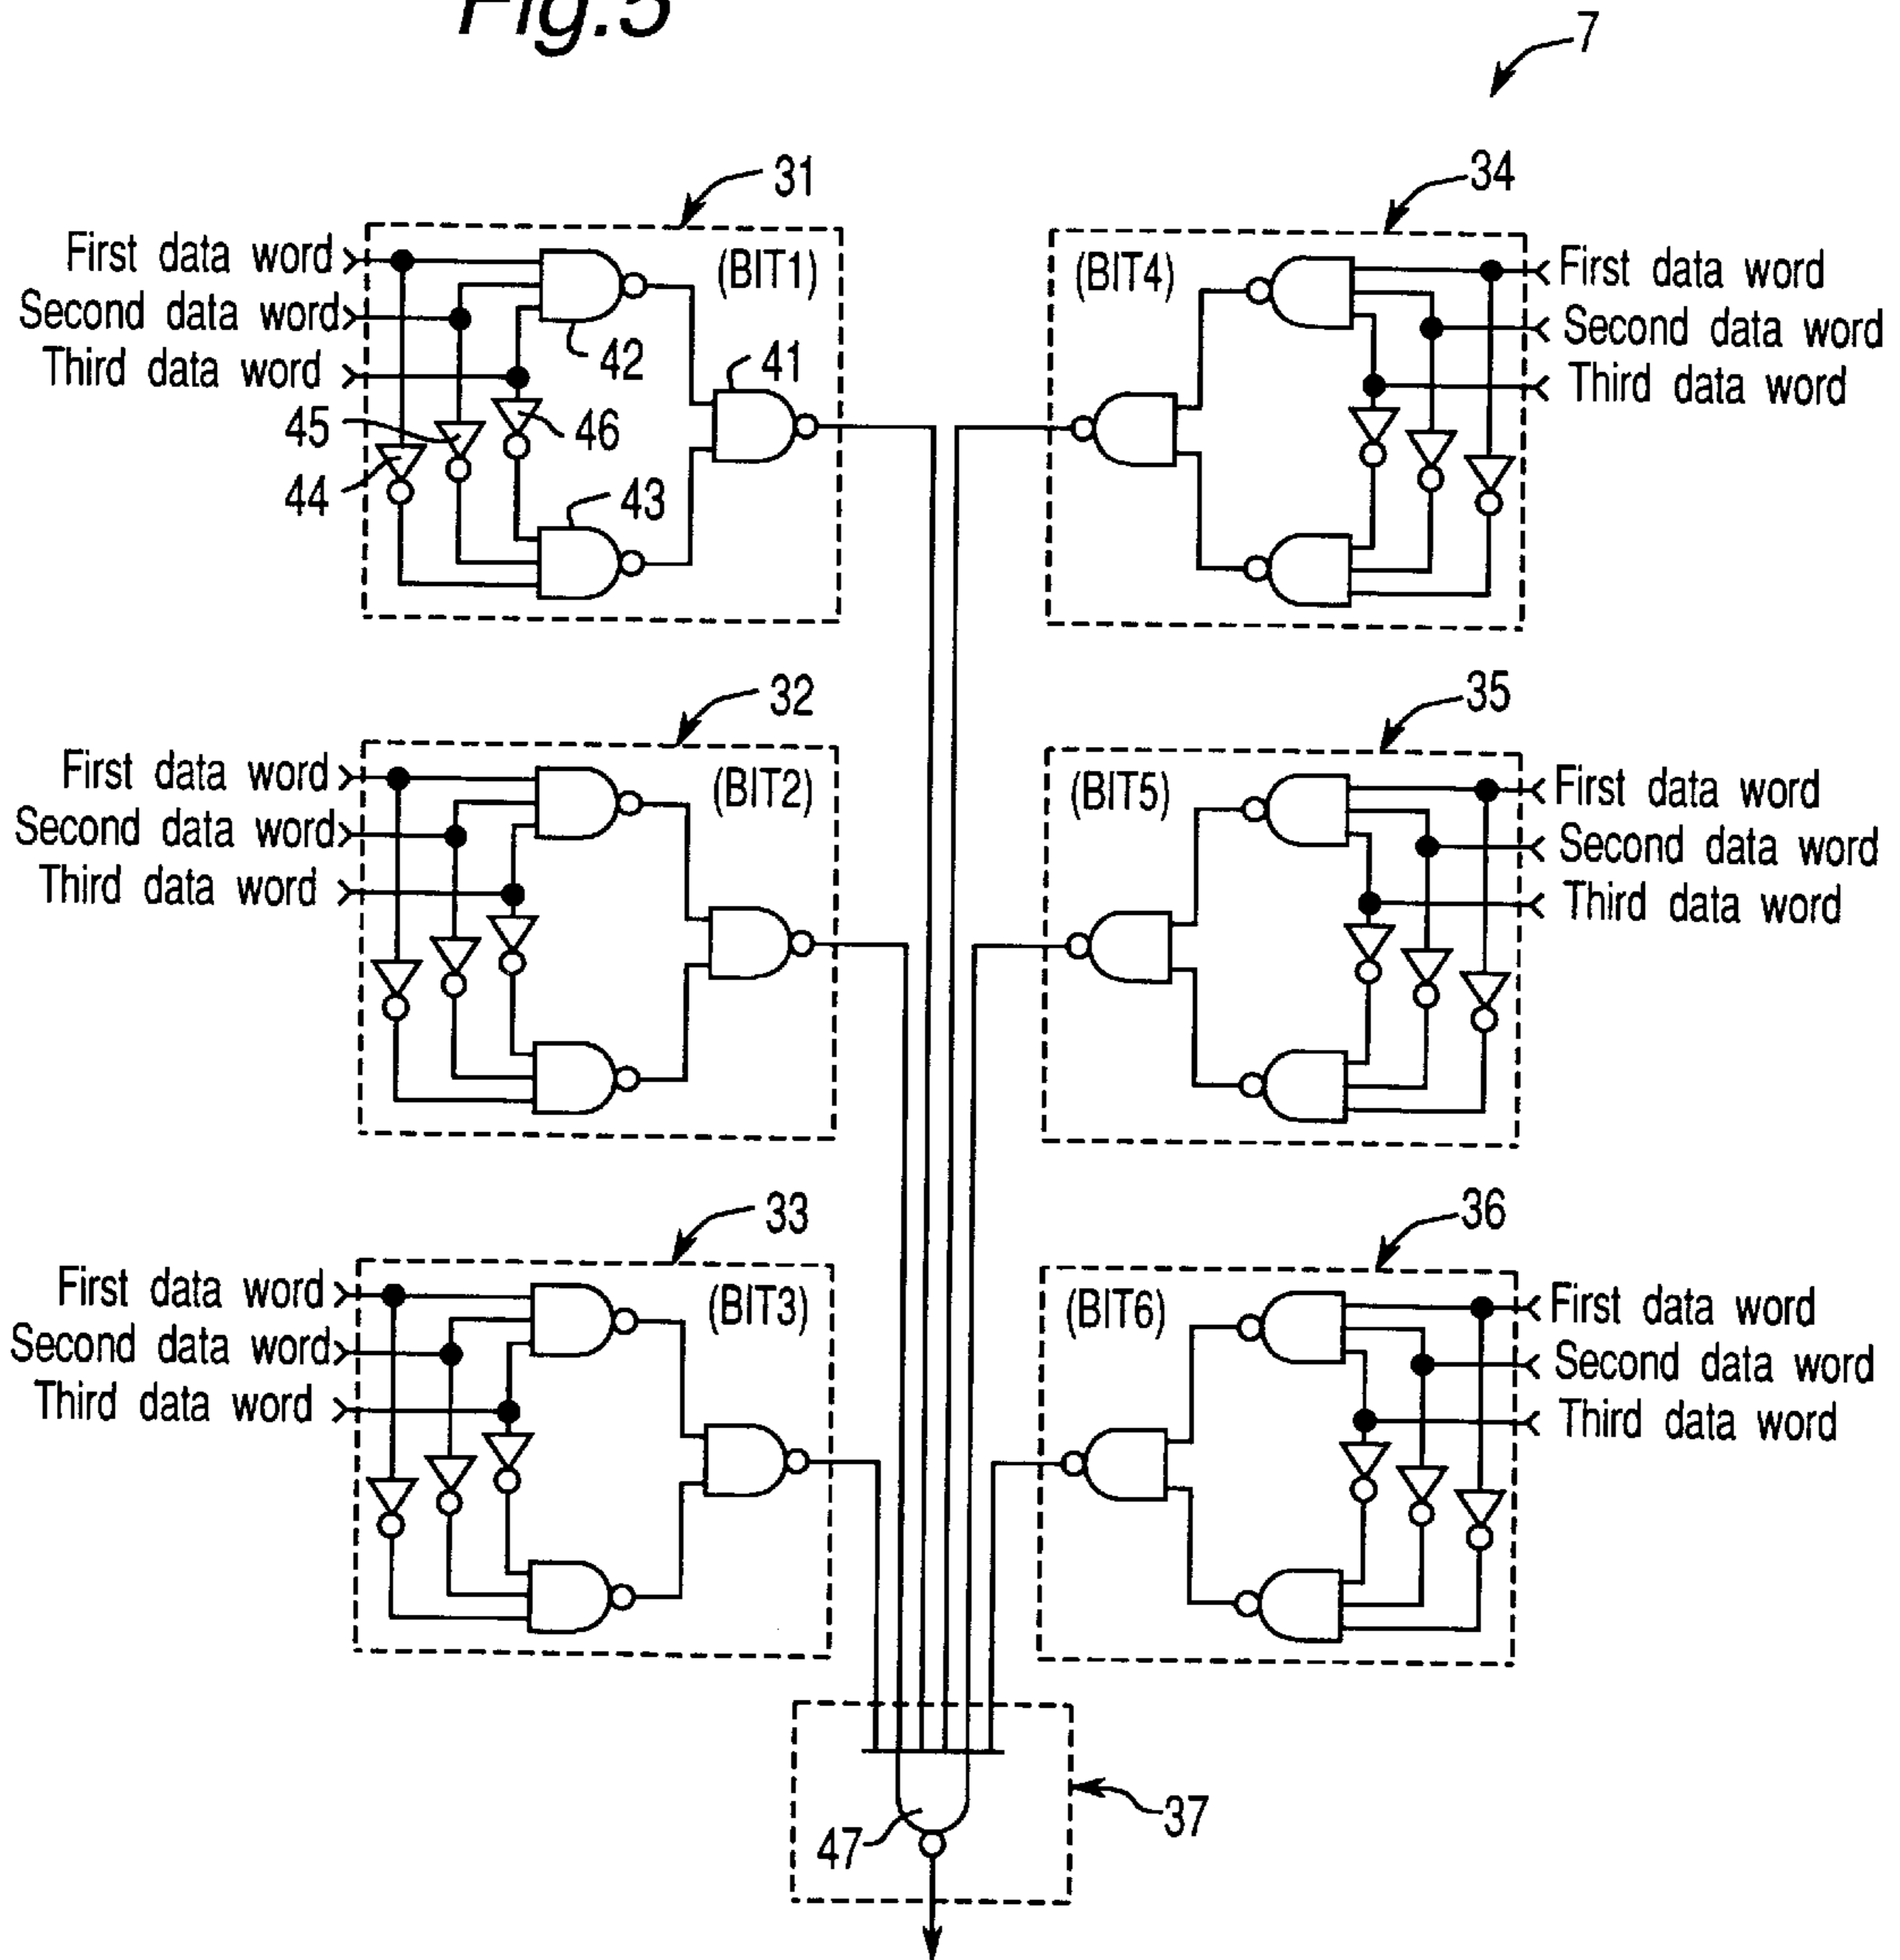 Fig.5
7
31
First data word
Second data word
Third data word
(BIT1)
42
41
45
46
44
43
34
(BIT4)
First data word
Second data word
Third data word
32
First data word
Second data word
Third data word
(BIT2)
35
(BIT5)
First data word
Second data word
Third data word
33
First data word
Second data word
Third data word
(BIT3)
36
(BIT6)
First data word
Second data word
Third data word
47
37